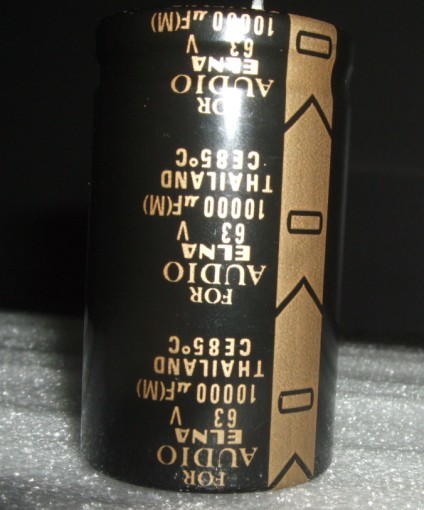 FOR
AUDIO
ELNA
63 V
10000 µF(M)
THAILAND
CE85°C
FOR
AUDIO
ELNA
63 V
10000 µF(M)
THAILAND
CE85°C
FOR
AUDIO
ELNA
63 V
10000 µF(M)